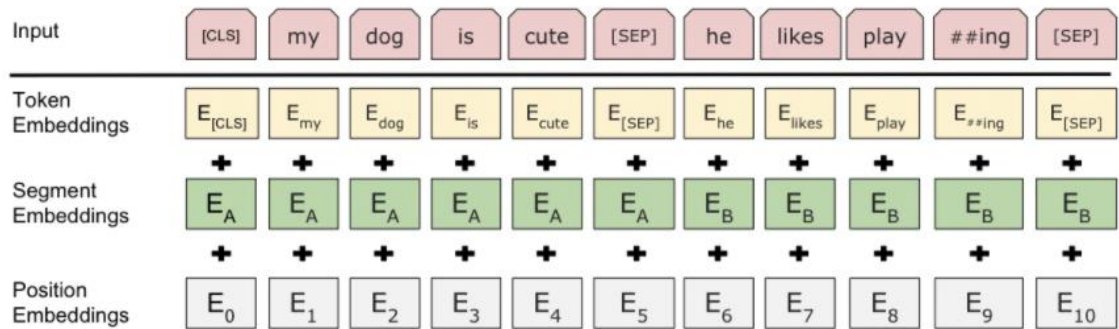 Input [CLS] my dog is cute [SEP] he likes play ##ing [SEP]
Token Embeddings E[CLS] Emy Edog Eis Ecute E[SEP] Ehe Elikes Eplay E##ing E[SEP]
+ + + + + + + + + + +
Segment Embeddings EA EA EA EA EA EA EB EB EB EB EB
+ + + + + + + + + + +
Position Embeddings E0 E1 E2 E3 E4 E5 E6 E7 E8 E9 E10